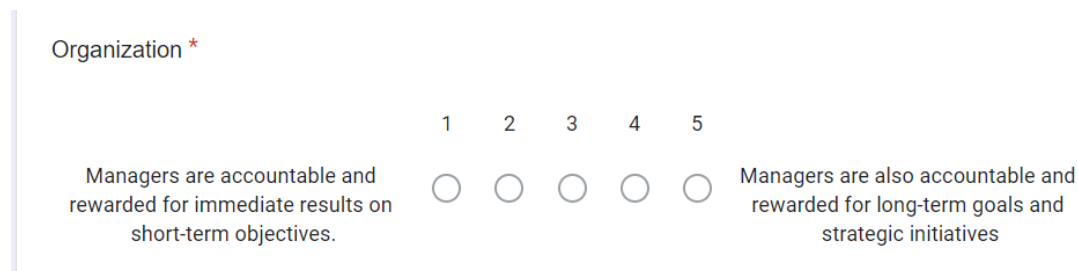 Organization *
1 2 3 4 5
Managers are accountable and
rewarded for immediate results on
short-term objectives.
Managers are also accountable and
rewarded for long-term goals and
strategic initiatives